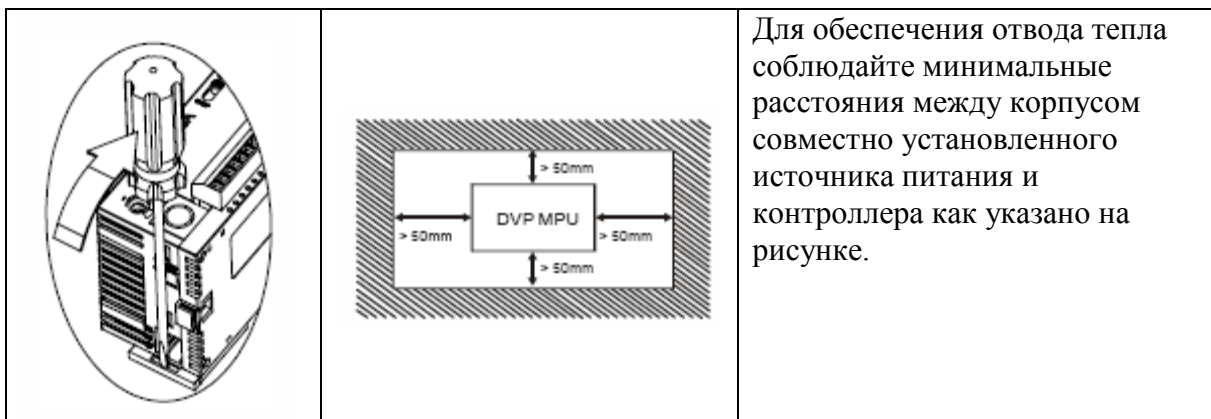 > 50mm
DVP MPU
> 50mm
> 50mm
> 50mm
Для обеспечения отвода тепла
соблюдайте минимальные
расстояния между корпусом
совместно установленного
источника питания и
контроллера как указано на
рисунке.